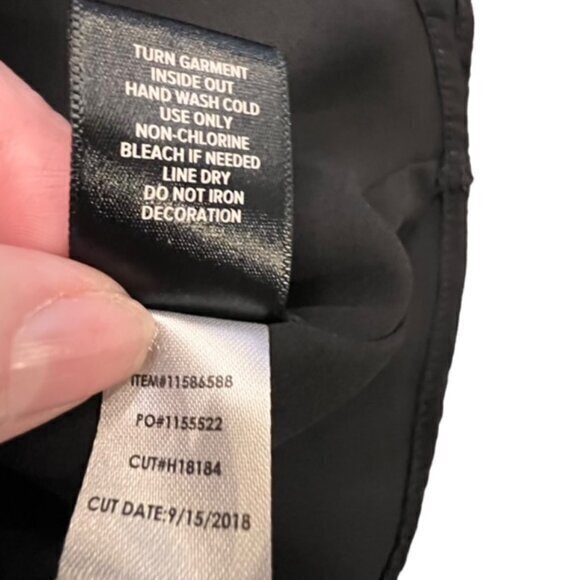 TURN GARMENT
INSIDE OUT
HAND WASH COLD
USE ONLY
NON-CHLORINE
BLEACH IF NEEDED
LINE DRY
DO NOT IRON
DECORATION
ITEM#11586588
PO#1155522
CUT#H18184
CUT DATE:9/15/2018